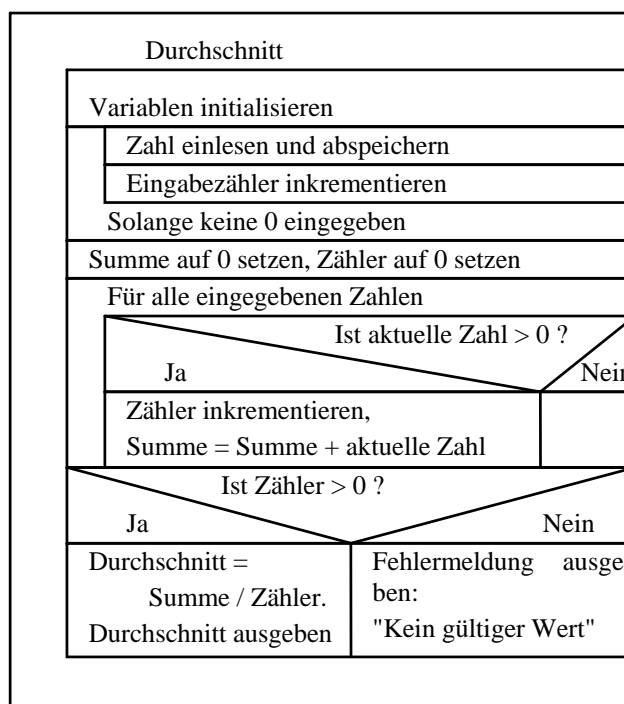 Durchschnitt
Variablen initialisieren
Zahl einlesen und abspeichern
Eingabezähler inkrementieren
Solange keine 0 eingegeben
Summe auf 0 setzen, Zähler auf 0 setzen
Für alle eingegebenen Zahlen
Ist aktuelle Zahl > 0 ?
Ja Nein
Zähler inkrementieren,
Summe = Summe + aktuelle Zahl
Ist Zähler > 0 ?
Ja Nein
Durchschnitt =
Summe / Zähler.
Durchschnitt ausgeben
Fehlermeldung ausge
ben:
"Kein gültiger Wert"